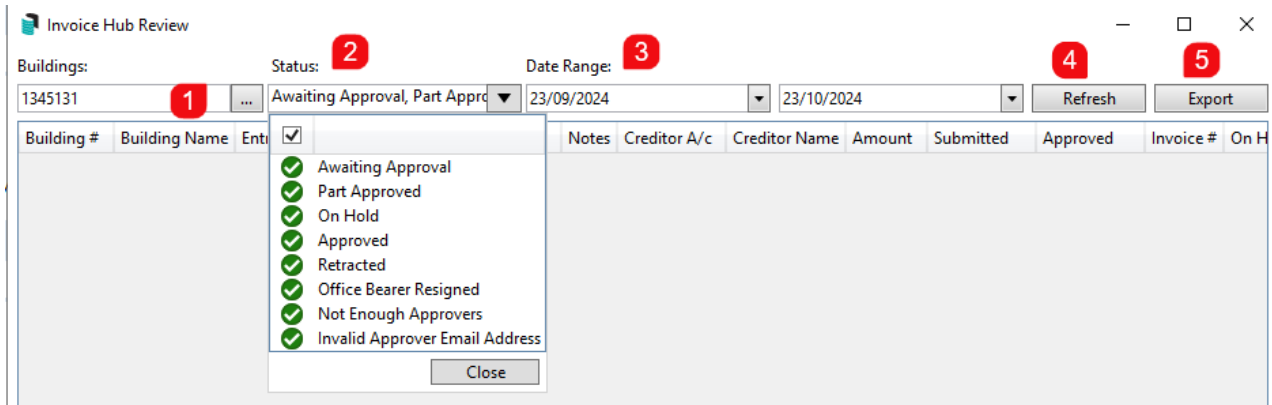 Invoice Hub Review
Buildings: Status: 2 Date Range: 3 4 5
1345131 1 ... Awaiting Approval, Part Appro 23/09/2024 23/10/2024 Refresh Export
Building # Building Name Entr Notes Creditor A/c Creditor Name Amount Submitted Approved Invoice # On H
Awaiting Approval
Part Approved
On Hold
Approved
Retracted
Office Bearer Resigned
Not Enough Approvers
Invalid Approver Email Address
Close